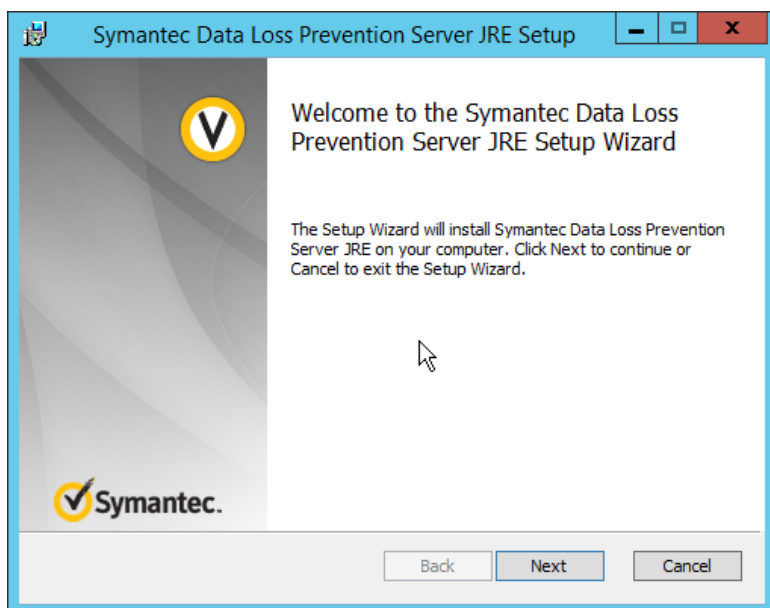 Symantec Data Loss Prevention Server JRE Setup
Welcome to the Symantec Data Loss
Prevention Server JRE Setup Wizard
The Setup Wizard will install Symantec Data Loss Prevention
Server JRE on your computer. Click Next to continue or
Cancel to exit the Setup Wizard.
Symantec.
Back Next Cancel